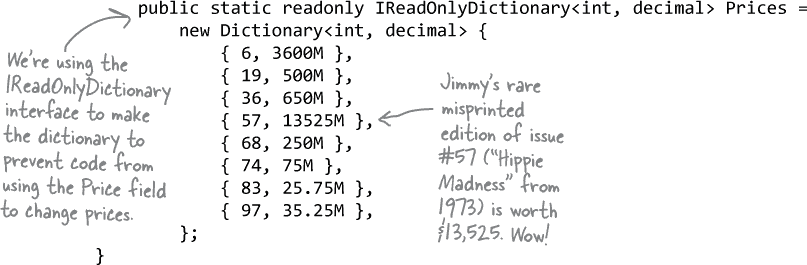 public static readonly IReadOnlyDictionary<int, decimal> Prices =
new Dictionary<int, decimal> {
{ 6, 3600M },
{ 19, 500M },
{ 36, 650M },
{ 57, 13525M },
{ 68, 250M },
{ 74, 75M },
{ 83, 25.75M },
{ 97, 35.25M },
};
}
We're using the
IReadOnlyDictionary
interface to make
the dictionary to
prevent code from
using the Price field
to change prices.
Jimmy's rare
misprinted
edition of issue
#57 ("Hippie
Madness" from
1973) is worth
$13,525. Wow!